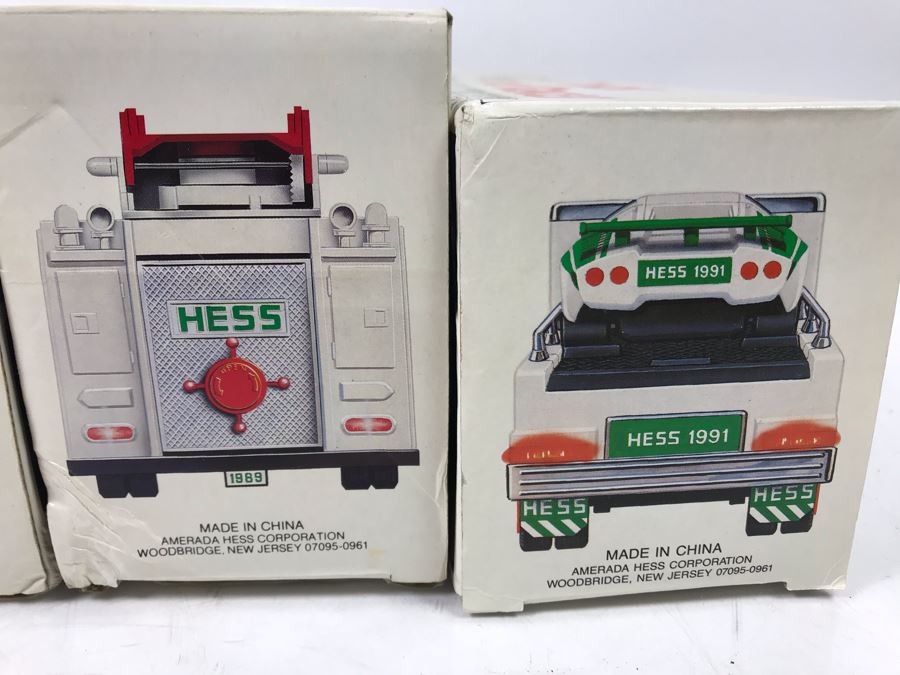 HESS
OPEN
1989
MADE IN CHINA
AMERADA HESS CORPORATION
WOODBRIDGE, NEW JERSEY 07095-0961
HESS 1991
HESS 1991
HESS
HESS
MADE IN CHINA
AMERADA HESS CORPORATION
WOODBRIDGE, NEW JERSEY 07095-0961